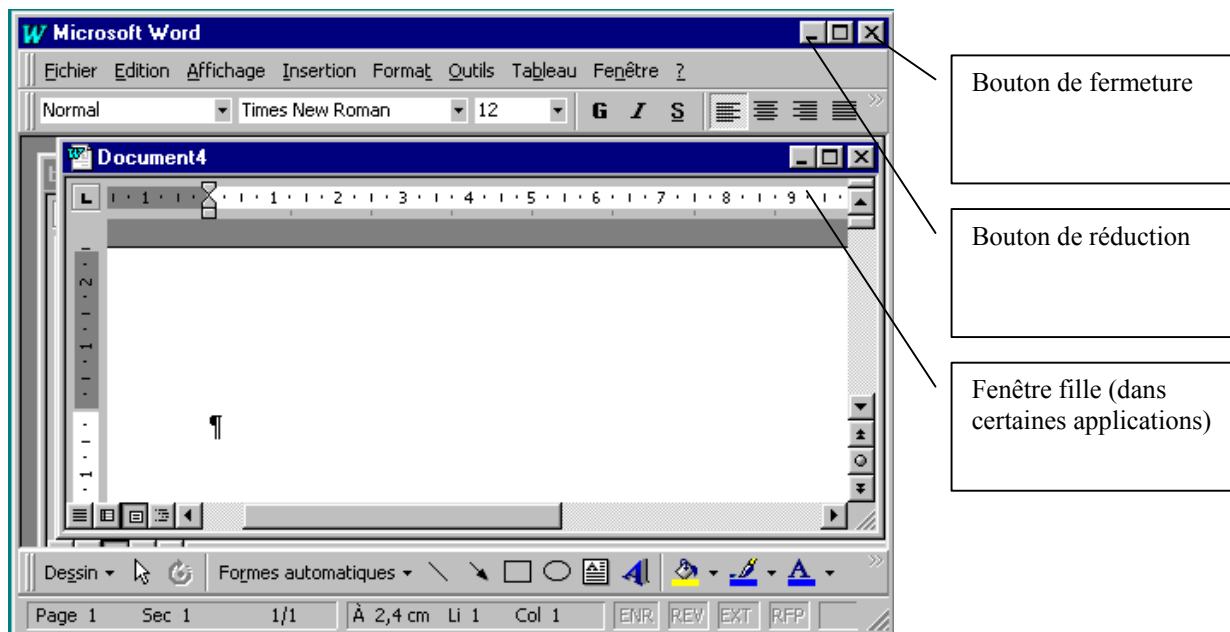 Microsoft Word
Fichier Edition Affichage Insertion Format Outils Tableau Fenêtre ?
Normal Times New Roman 12 G I S
Document4
L 1 1 2 3 4 5 6 7 8 9
2
1
1
¶
Dessin Formes automatiques A A
Page 1 Sec 1 1/1 À 2,4 cm Li 1 Col 1 ENR REV EXT RFP
Bouton de fermeture
Bouton de réduction
Fenêtre fille (dans
certaines applications)